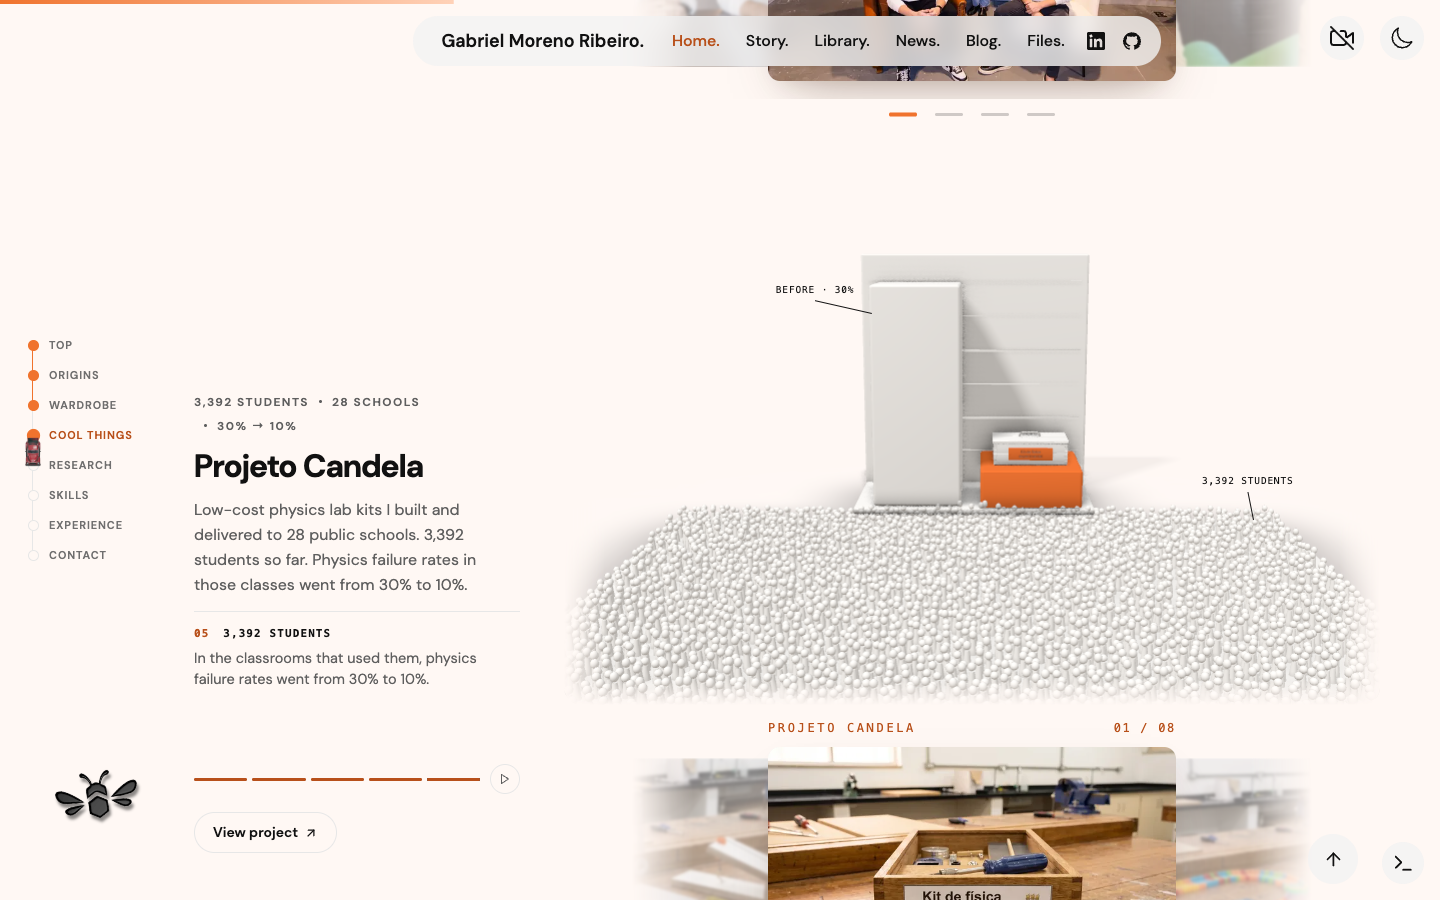 Gabriel Moreno Ribeiro.
Home.
Story.
Library.
News.
Blog.
Files.
BEFORE · 30%
3,392 STUDENTS
TOP
ORIGINS
WARDROBE
COOL THINGS
RESEARCH
SKILLS
EXPERIENCE
CONTACT
3,392 STUDENTS • 28 SCHOOLS
• 30% → 10%
Projeto Candela
Low-cost physics lab kits I built and
delivered to 28 public schools. 3,392
students so far. Physics failure rates in
those classes went from 30% to 10%.
05 3,392 STUDENTS
In the classrooms that used them, physics
failure rates went from 30% to 10%.
View project
PROJETO CANDELA
01 / 08
Kit de física